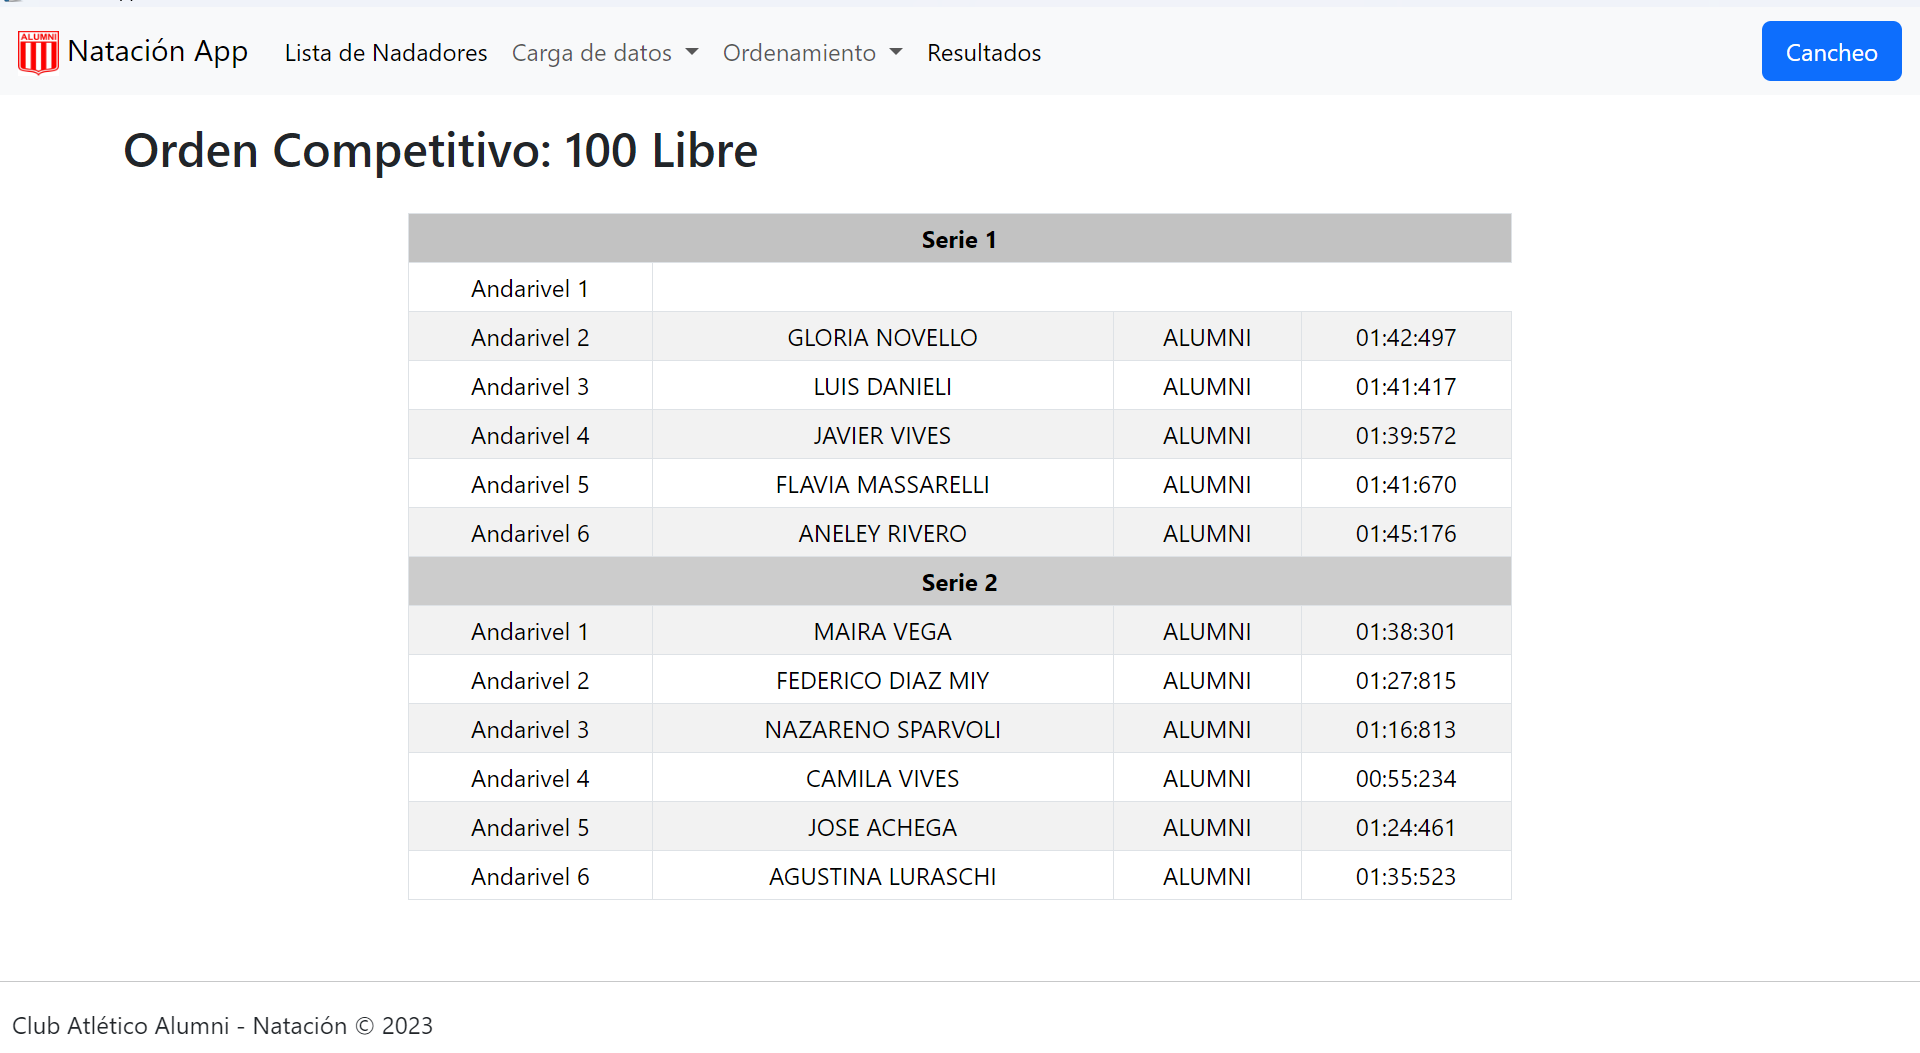 ALUMNI
Natación App Lista de Nadadores Carga de datos Ordenamiento Resultados Cancheo
Orden Competitivo: 100 Libre
Serie 1
Andarivel 1
Andarivel 2 GLORIA NOVELLO ALUMNI 01:42:497
Andarivel 3 LUIS DANIELI ALUMNI 01:41:417
Andarivel 4 JAVIER VIVES ALUMNI 01:39:572
Andarivel 5 FLAVIA MASSARELLI ALUMNI 01:41:670
Andarivel 6 ANELEY RIVERO ALUMNI 01:45:176
Serie 2
Andarivel 1 MAIRA VEGA ALUMNI 01:38:301
Andarivel 2 FEDERICO DIAZ MIY ALUMNI 01:27:815
Andarivel 3 NAZARENO SPARVOLI ALUMNI 01:16:813
Andarivel 4 CAMILA VIVES ALUMNI 00:55:234
Andarivel 5 JOSE ACHEGA ALUMNI 01:24:461
Andarivel 6 AGUSTINA LURASCHI ALUMNI 01:35:523
Club Atlético Alumni - Natación © 2023